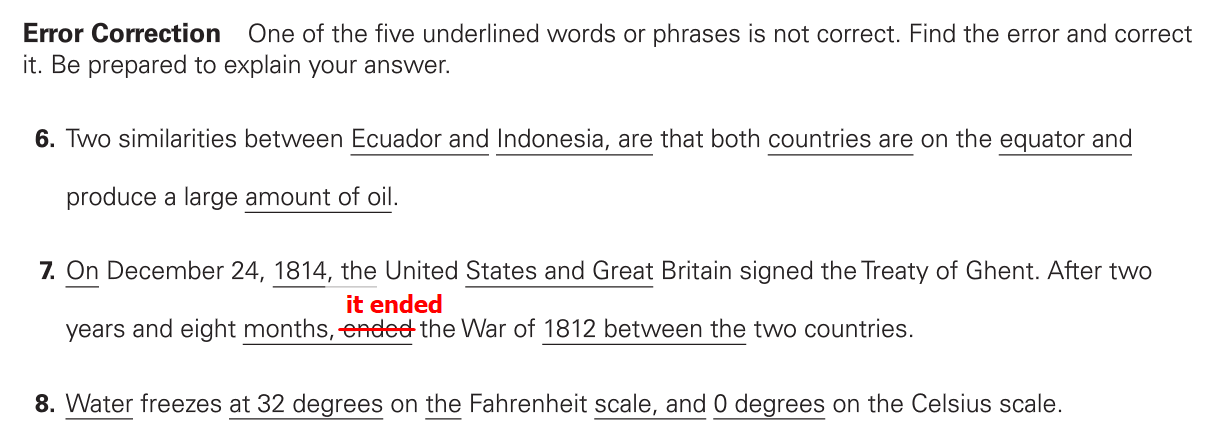 Error Correction One of the five underlined words or phrases is not correct. Find the error and correct
it. Be prepared to explain your answer.
6. Two similarities between Ecuador and Indonesia, are that both countries are on the equator and
produce a large amount of oil.
7. On December 24, 1814, the United States and Great Britain signed the Treaty of Ghent. After two
it ended
years and eight months, ended the War of 1812 between the two countries.
8. Water freezes at 32 degrees on the Fahrenheit scale, and 0 degrees on the Celsius scale.